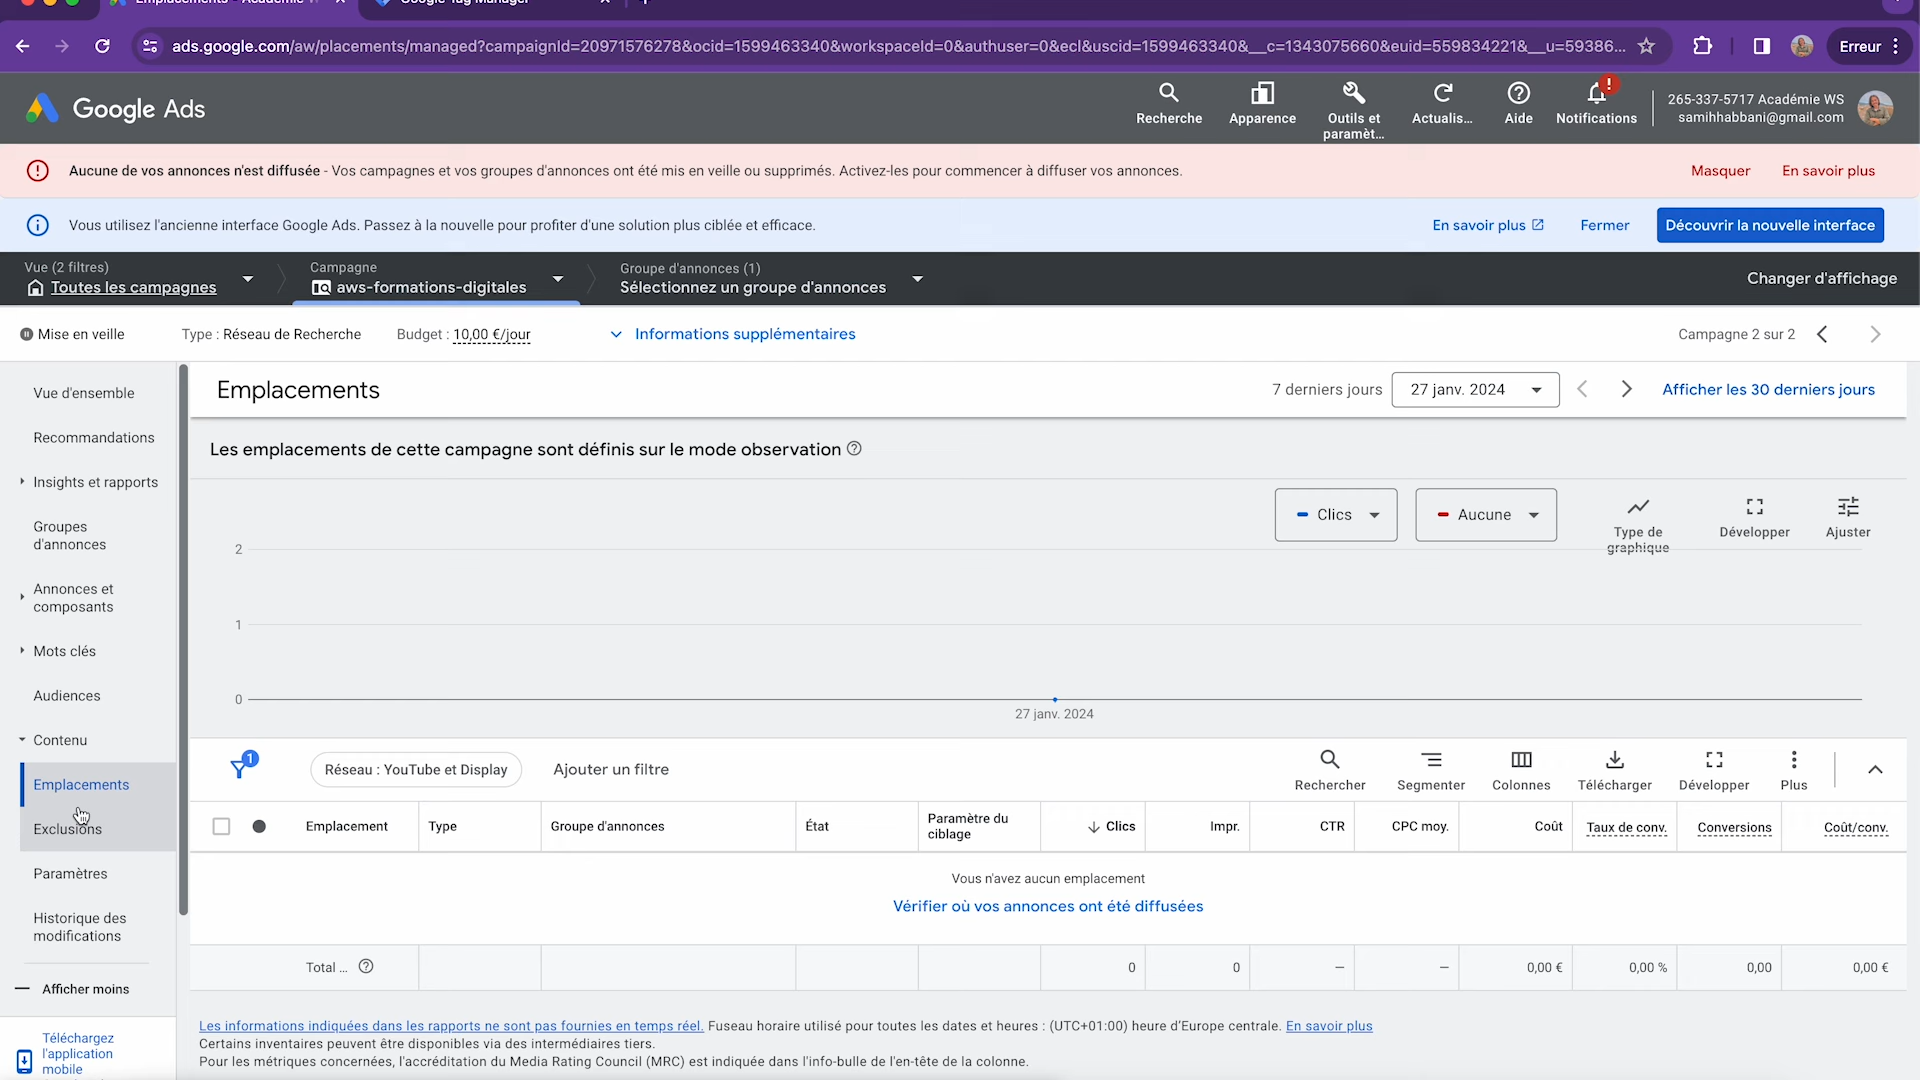 Emplacements - Académie W
Google Tag Manager
ads.google.com/aw/placements/managed?campaignId=20971576278&ocid=1599463340&workspaceId=0&authuser=0&ecl&uscid=1599463340&__c=1343075660&euid=559834221&__u=59386...
Erreur
Google Ads
Recherche
Apparence
Outils et
paramèt...
Actualis...
Aide
Notifications
265-337-5717 Académie WS
samihhabbani@gmail.com
Aucune de vos annonces n'est diffusée - Vos campagnes et vos groupes d'annonces ont été mis en veille ou supprimés. Activez-les pour commencer à diffuser vos annonces.
Masquer
En savoir plus
Vous utilisez l'ancienne interface Google Ads. Passez à la nouvelle pour profiter d'une solution plus ciblée et efficace.
En savoir plus
Fermer
Découvrir la nouvelle interface
Vue (2 filtres)
Toutes les campagnes
Campagne
aws-formations-digitales
Groupe d'annonces (1)
Sélectionnez un groupe d'annonces
Changer d'affichage
Mise en veille
Type : Réseau de Recherche
Budget : 10,00 €/jour
Informations supplémentaires
Campagne 2 sur 2
Vue d'ensemble
Recommandations
Insights et rapports
Groupes
d'annonces
Annonces et
composants
Mots clés
Audiences
Contenu
Emplacements
Exclusions
Paramètres
Historique des
modifications
Afficher moins
Téléchargez
l'application
mobile
Emplacements
7 derniers jours
27 janv. 2024
Afficher les 30 derniers jours
Les emplacements de cette campagne sont définis sur le mode observation
Clics
Aucune
Type de
graphique
Développer
Ajuster
2
1
0
27 janv. 2024
1
Réseau : YouTube et Display
Ajouter un filtre
Rechercher
Segmenter
Colonnes
Télécharger
Développer
Plus
Emplacement
Type
Groupe d'annonces
État
Paramètre du
ciblage
Clics
Impr.
CTR
CPC moy.
Coût
Taux de conv.
Conversions
Coût/conv.
Vous n'avez aucun emplacement
Vérifier où vos annonces ont été diffusées
Total ...
0
0
—
—
0,00 €
0,00 %
0,00
0,00 €
Les informations indiquées dans les rapports ne sont pas fournies en temps réel. Fuseau horaire utilisé pour toutes les dates et heures : (UTC+01:00) heure d'Europe centrale. En savoir plus
Certains inventaires peuvent être disponibles via des intermédiaires tiers.
Pour les métriques concernées, l'accréditation du Media Rating Council (MRC) est indiquée dans l'info-bulle de l'en-tête de la colonne.